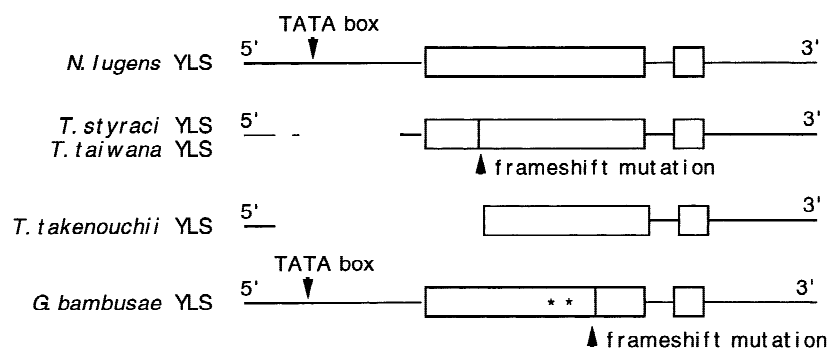 TATA box
N. lugens YLS 5' 3'
T. styraci YLS 5' 3'
T. taiwana YLS
frameshift mutation
T. takenouchii YLS 5' 3'
TATA box
G. bambusae YLS 5' * * 3'
frameshift mutation